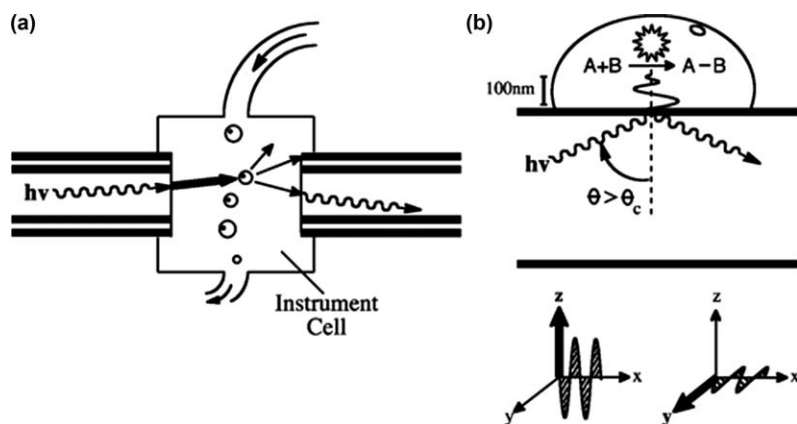 (a)
hν
Instrument
Cell
(b)
A+B → A−B
100nm
hν
θ > θc
z
x
y
z
x
y